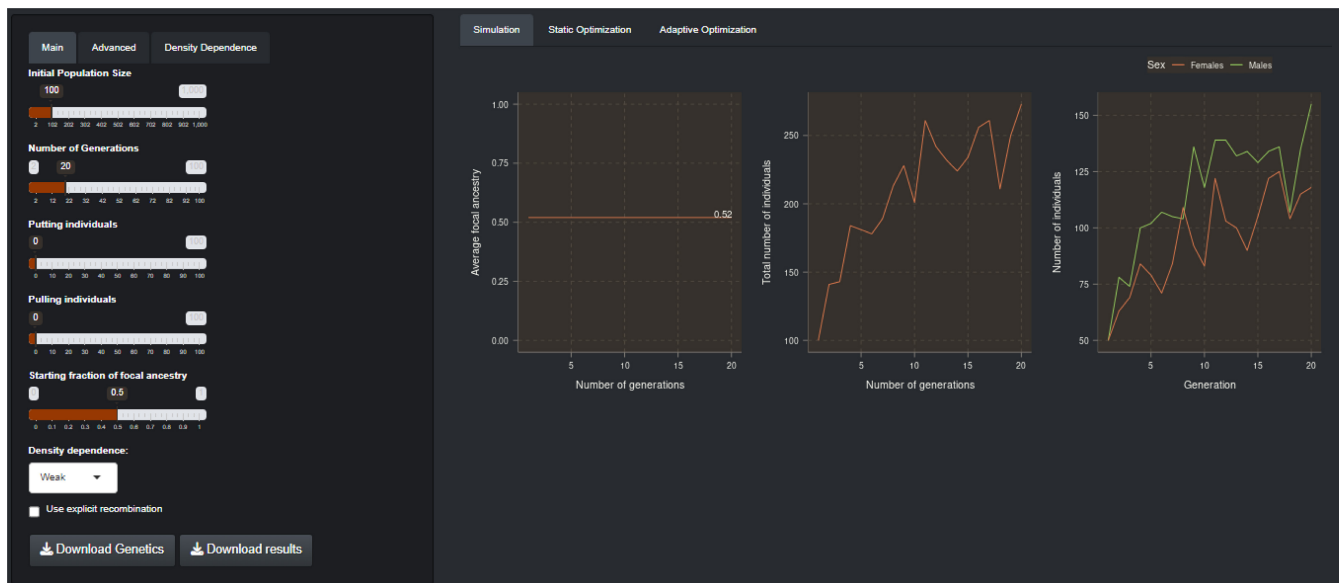 Main Advanced Density Dependence
Initial Population Size
100 1,000
2 102 202 302 402 502 602 702 802 902 1,000
Number of Generations
0 20 100
2 12 22 32 42 52 62 72 82 92 100
Putting individuals
0 100
0 10 20 30 40 50 60 70 80 90 100
Pulling individuals
0 100
0 10 20 30 40 50 60 70 80 90 100
Starting fraction of focal ancestry
0 0.5 1
0 0.1 0.2 0.3 0.4 0.5 0.6 0.7 0.8 0.9 1
Density dependence:
Weak
Use explicit recombination
Download Genetics Download results
Simulation Static Optimization Adaptive Optimization
Average focal ancestry
1.00
0.75
0.50
0.25
0.00
0.52
5 10 15 20
Number of generations
Total number of individuals
250
200
150
100
5 10 15 20
Number of generations
Sex Females Males
Number of individuals
150
125
100
75
50
5 10 15 20
Generation